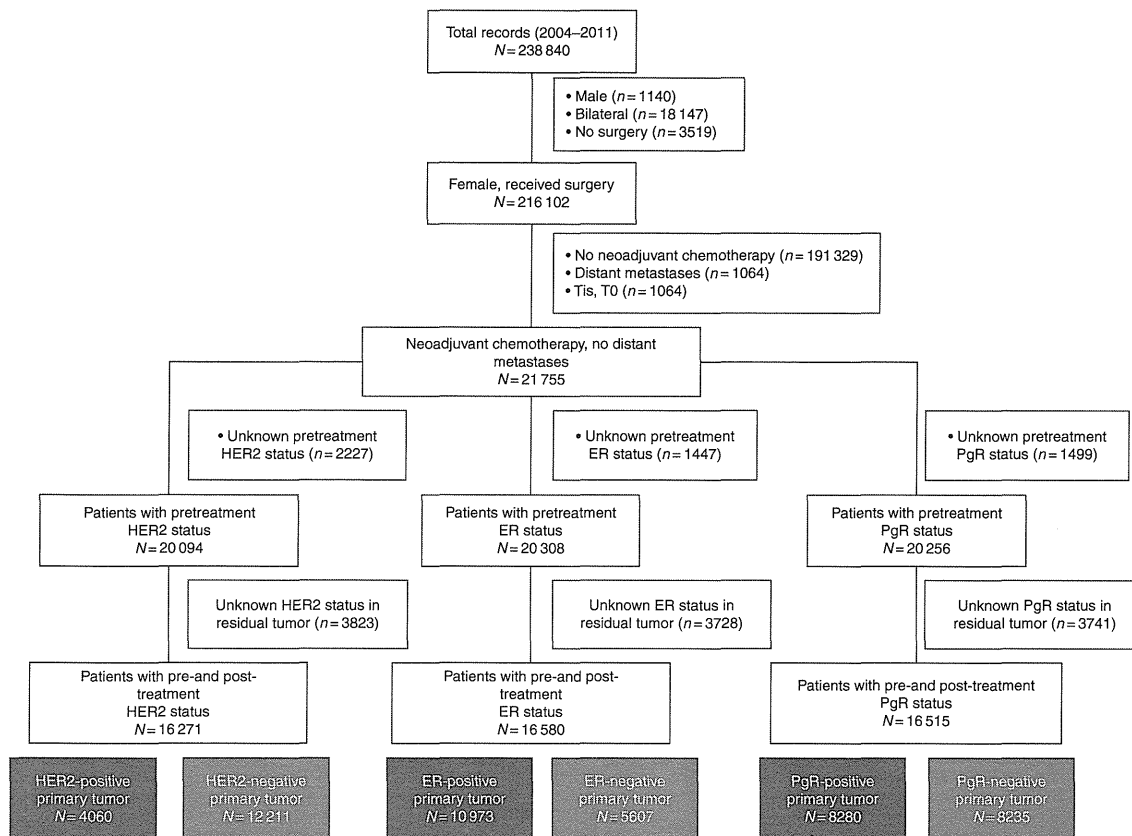 Total records (2004–2011)
N=238 840
• Male (n=1140)
• Bilateral (n=18 147)
• No surgery (n=3519)
Female, received surgery
N=216 102
• No neoadjuvant chemotherapy (n=191 329)
• Distant metastases (n=1064)
• Tis, T0 (n=1064)
Neoadjuvant chemotherapy, no distant
metastases
N=21 755
• Unknown pretreatment
HER2 status (n=2227)
• Unknown pretreatment
ER status (n=1447)
• Unknown pretreatment
PgR status (n=1499)
Patients with pretreatment
HER2 status
N=20 094
Patients with pretreatment
ER status
N=20 308
Patients with pretreatment
PgR status
N=20 256
Unknown HER2 status in
residual tumor (n=3823)
Unknown ER status in
residual tumor (n=3728)
Unknown PgR status in
residual tumor (n=3741)
Patients with pre-and post-
treatment
HER2 status
N=16 271
Patients with pre-and post-
treatment
ER status
N=16 580
Patients with pre-and post-treatment
PgR status
N=16 515
HER2-positive
primary tumor
N=4060
HER2-negative
primary tumor
N=12 211
ER-positive
primary tumor
N=10 973
ER-negative
primary tumor
N=5607
PgR-positive
primary tumor
N=8280
PgR-negative
primary tumor
N=8235